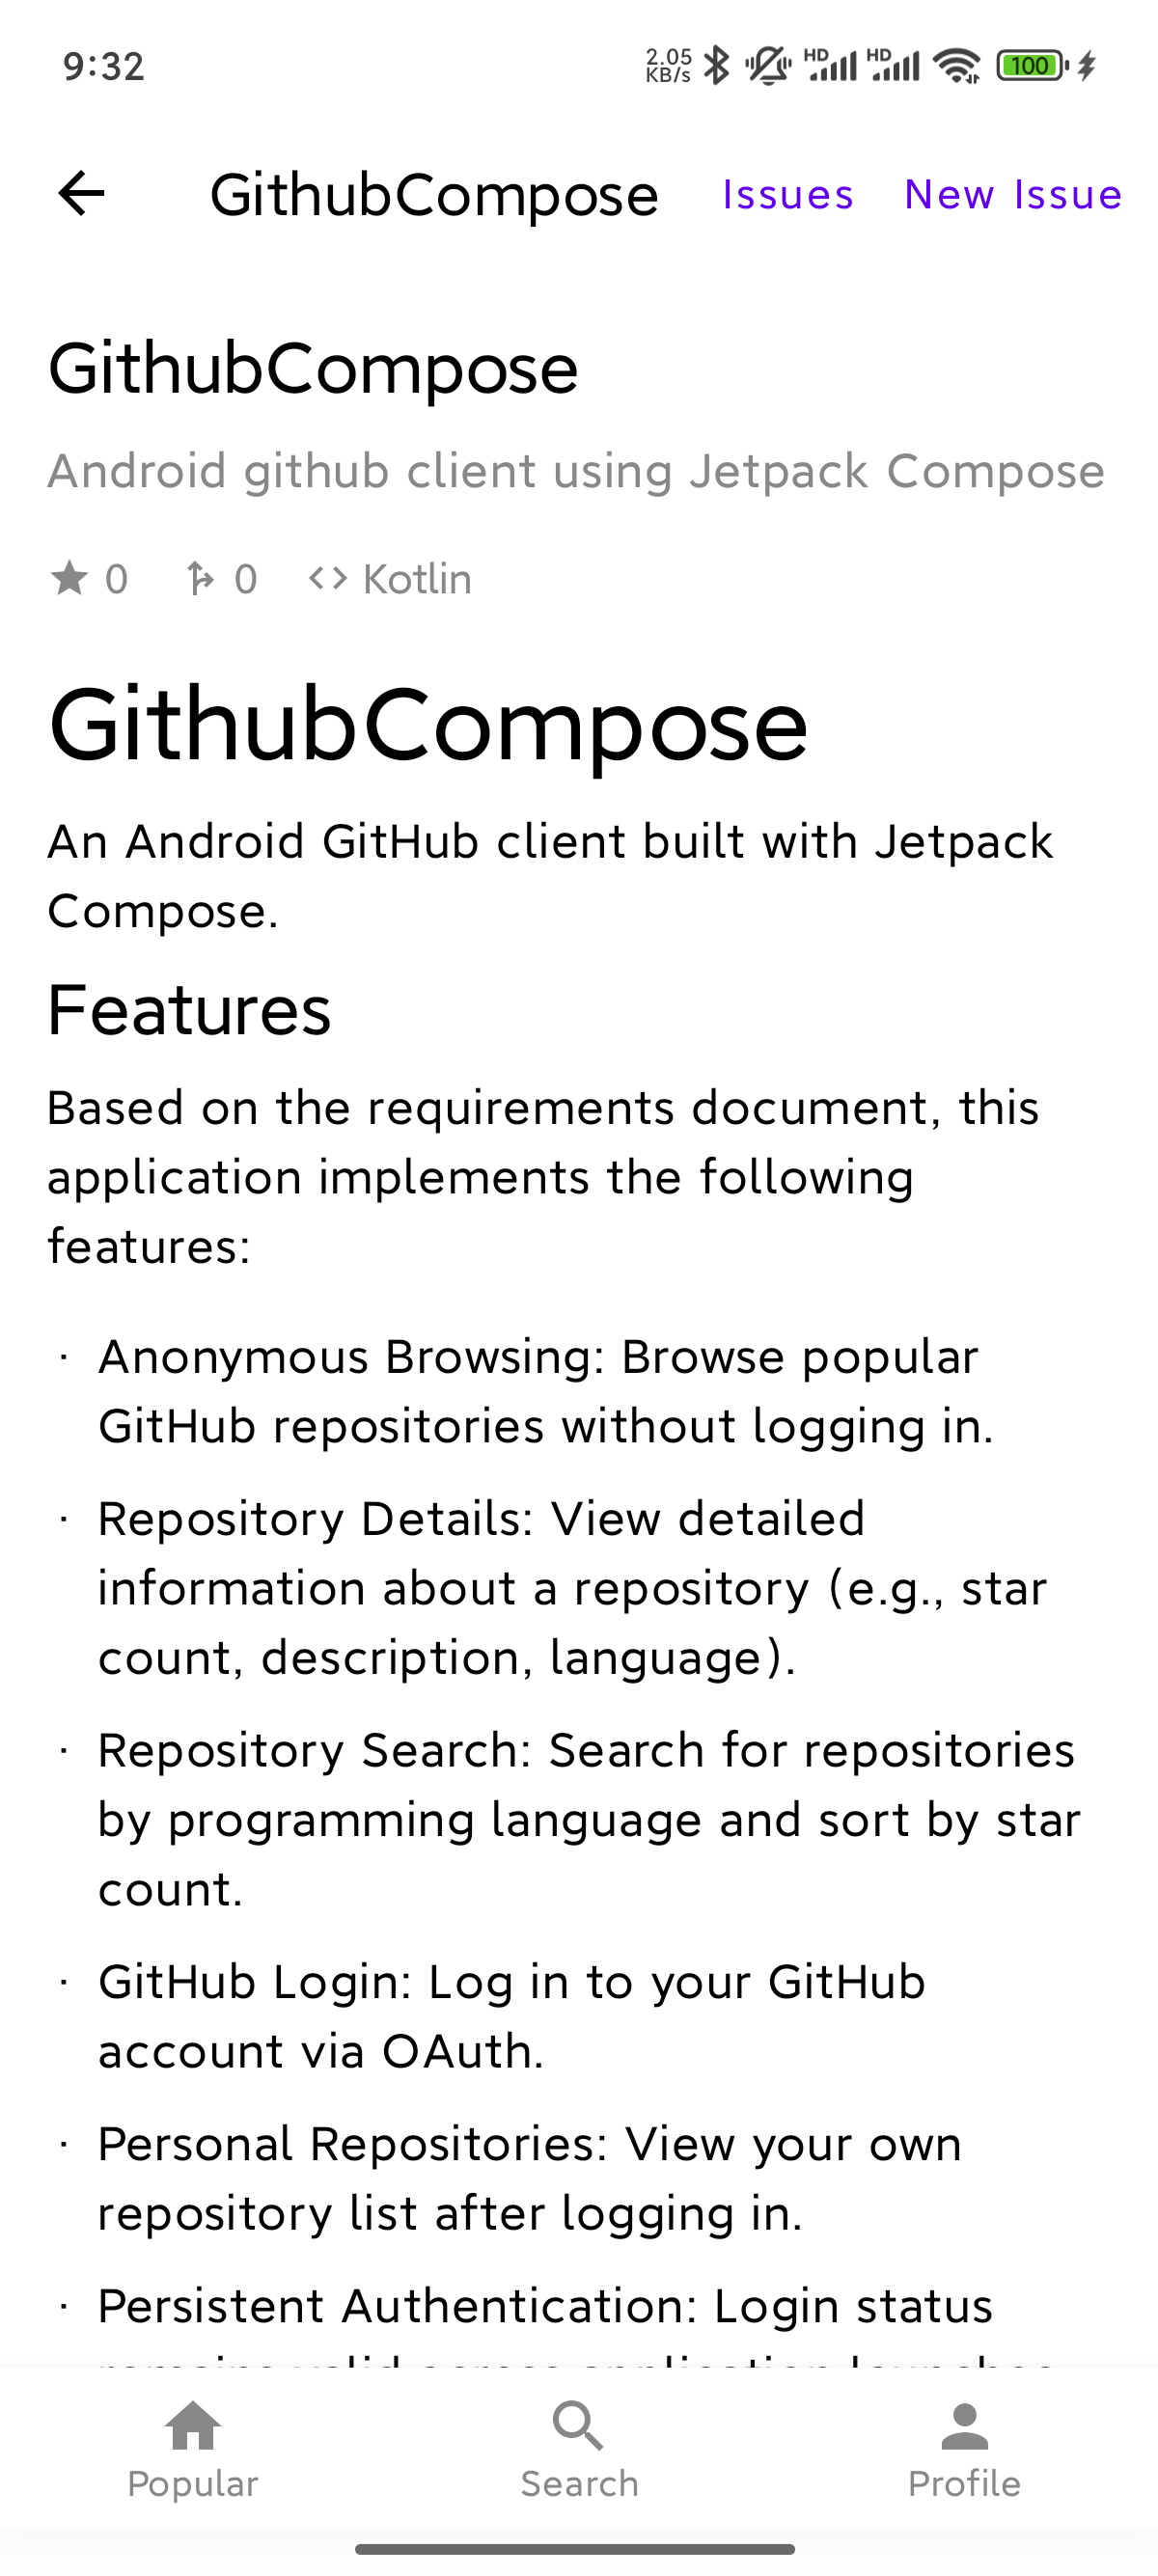 9:32
2.05
KB/s
HD
HD
100
GithubCompose
Issues
New Issue
GithubCompose
Android github client using Jetpack Compose
0
0
Kotlin
GithubCompose
An Android GitHub client built with Jetpack
Compose.
Features
Based on the requirements document, this
application implements the following
features:
· Anonymous Browsing: Browse popular
GitHub repositories without logging in.
· Repository Details: View detailed
information about a repository (e.g., star
count, description, language).
· Repository Search: Search for repositories
by programming language and sort by star
count.
· GitHub Login: Log in to your GitHub
account via OAuth.
· Personal Repositories: View your own
repository list after logging in.
· Persistent Authentication: Login status
Popular
Search
Profile